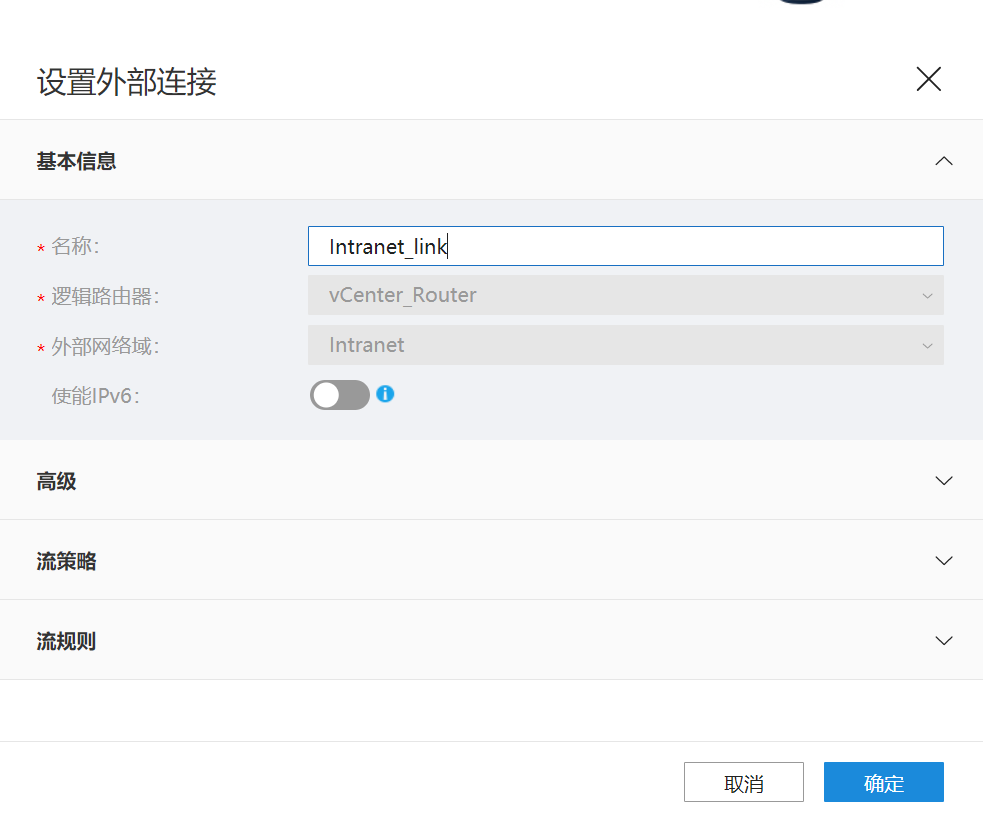 设置外部连接
基本信息
* 名称:
Intranet_link
* 逻辑路由器:
vCenter_Router
* 外部网络域:
Intranet
使能IPv6:
高级
流策略
流规则
取消
确定